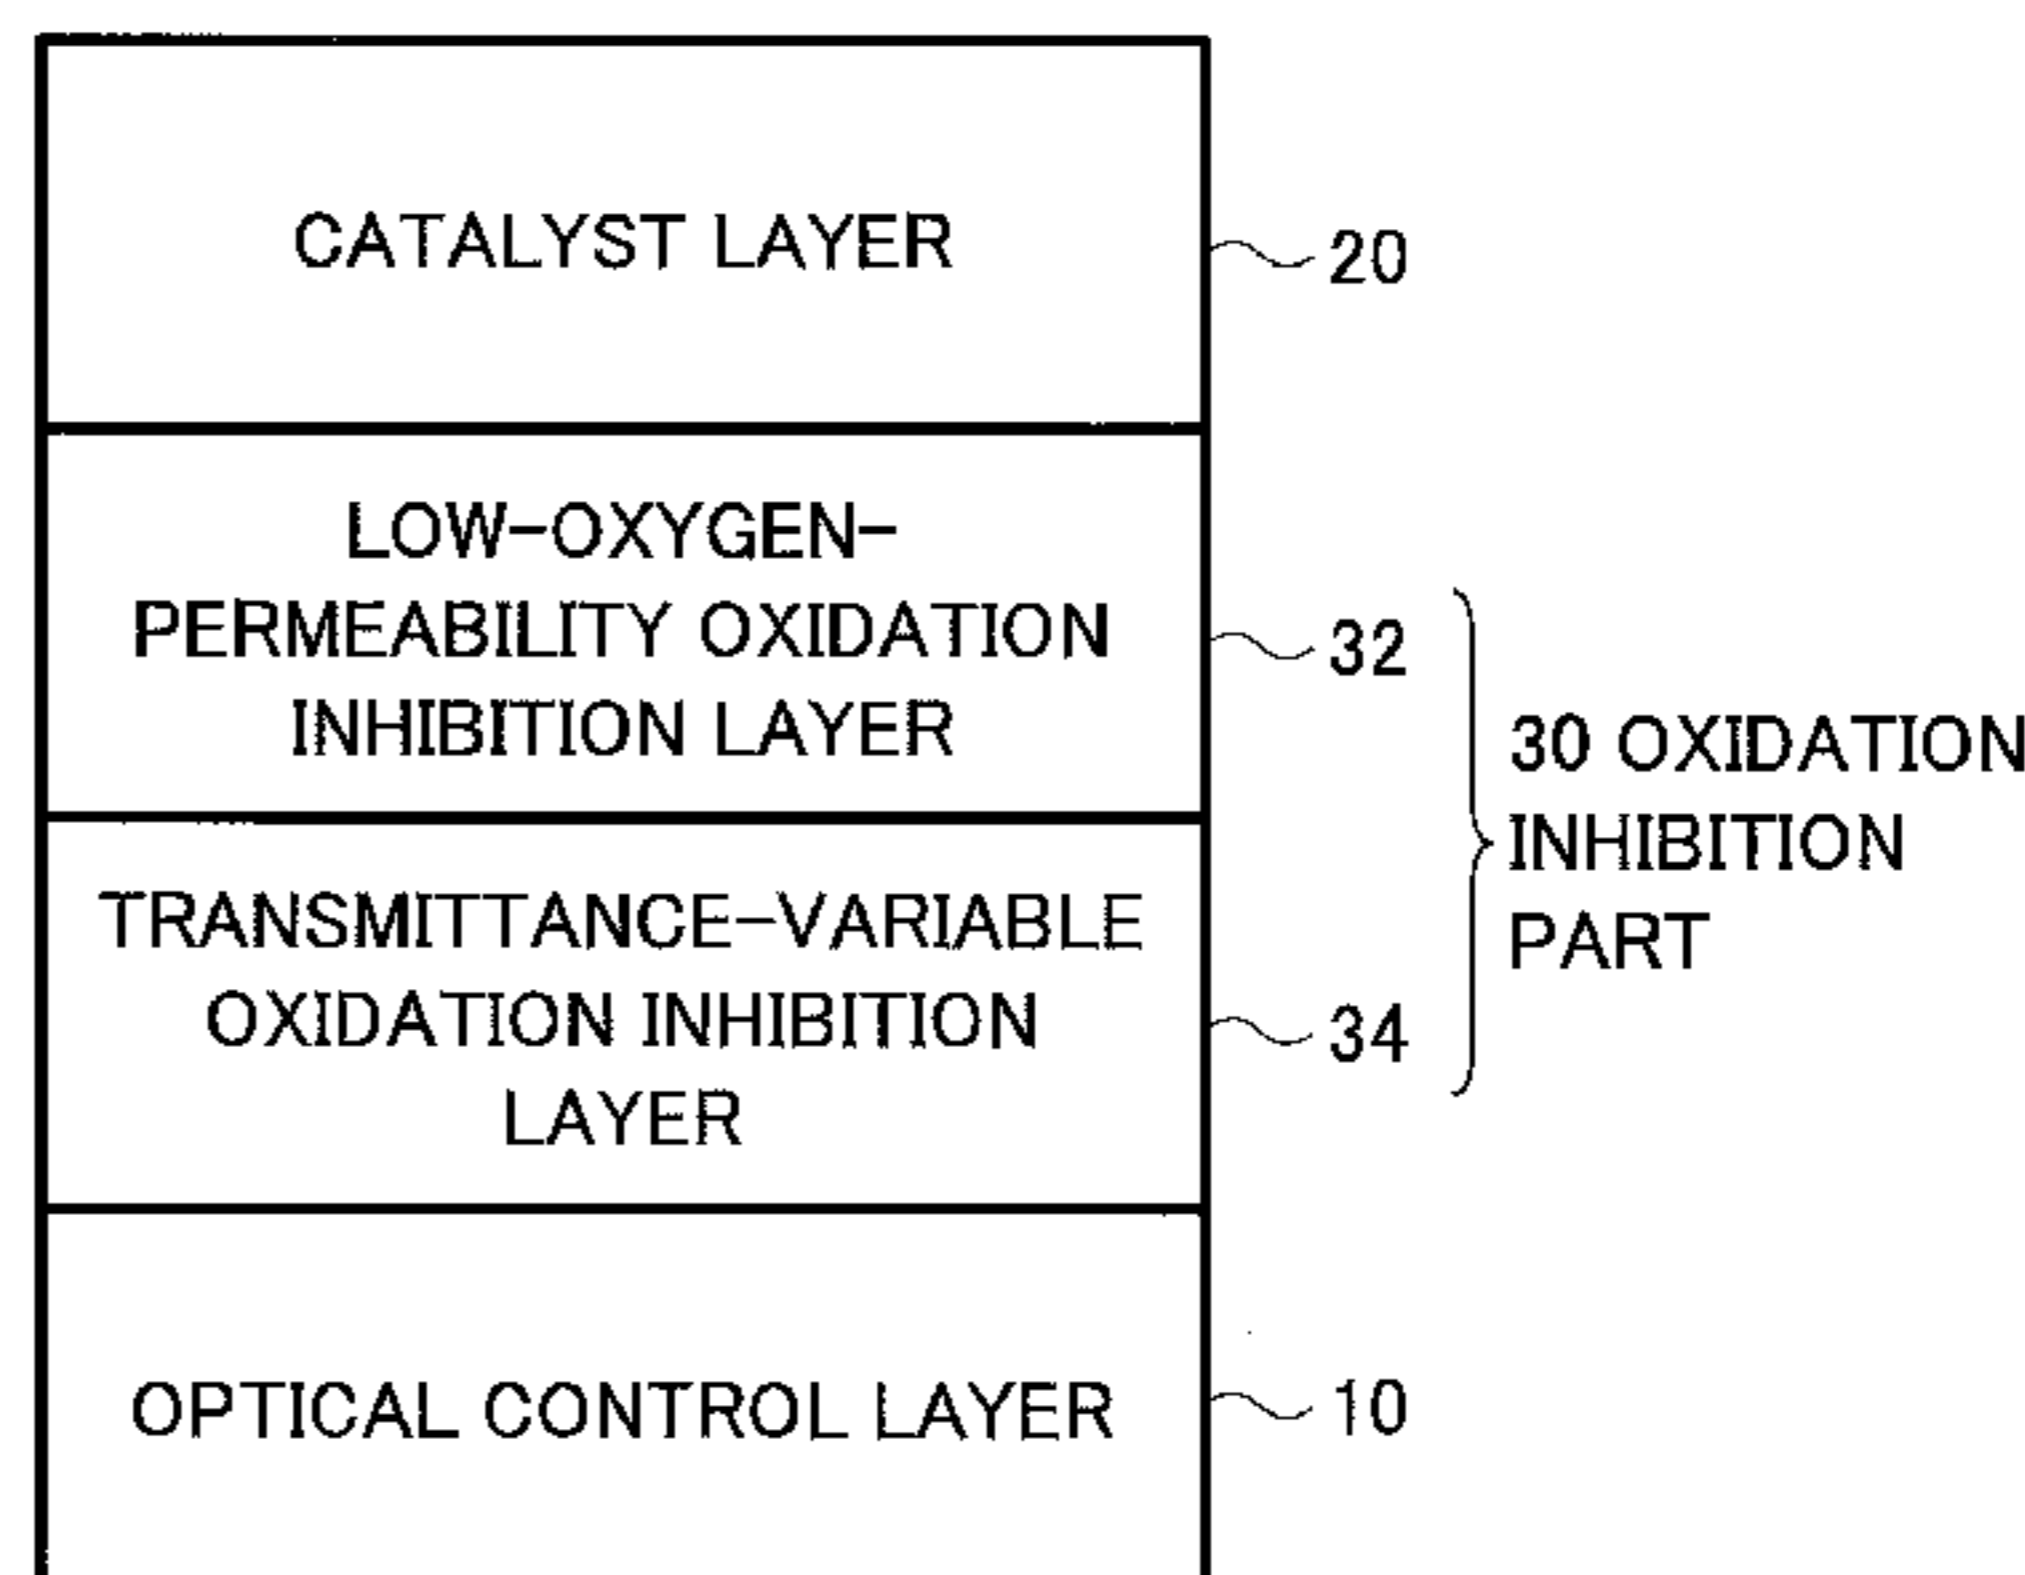 CATALYST LAYER
20
LOW-OXYGEN-
PERMEABILITY OXIDATION
INHIBITION LAYER
32
30 OXIDATION
INHIBITION
PART
TRANSMITTANCE-VARIABLE
OXIDATION INHIBITION
LAYER
34
OPTICAL CONTROL LAYER
10